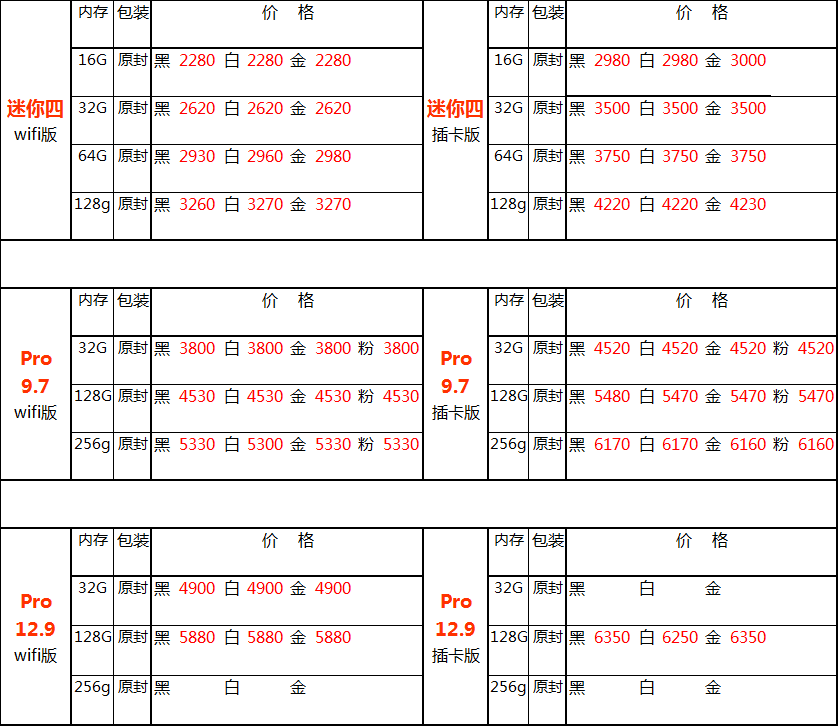 内存 包装 价 格 内存 包装 价 格
16G 原封 黑 2280 白 2280 金 2280 16G 原封 黑 2980 白 2980 金 3000
迷你四 32G 原封 黑 2620 白 2620 金 2620 迷你四 32G 原封 黑 3500 白 3500 金 3500
wifi版 插卡版
64G 原封 黑 2930 白 2960 金 2980 64G 原封 黑 3750 白 3750 金 3750
128g 原封 黑 3260 白 3270 金 3270 128g 原封 黑 4220 白 4220 金 4230
内存 包装 价 格 内存 包装 价 格
Pro 32G 原封 黑 3800 白 3800 金 3800 粉 3800 Pro 32G 原封 黑 4520 白 4520 金 4520 粉 4520
9.7 128G 原封 黑 4530 白 4530 金 4530 粉 4530 9.7 128G 原封 黑 5480 白 5470 金 5470 粉 5470
wifi版 插卡版
256g 原封 黑 5330 白 5300 金 5330 粉 5330 256g 原封 黑 6170 白 6170 金 6160 粉 6160
内存 包装 价 格 内存 包装 价 格
Pro 32G 原封 黑 4900 白 4900 金 4900 Pro 32G 原封 黑 白 金
12.9 128G 原封 黑 5880 白 5880 金 5880 12.9 128G 原封 黑 6350 白 6250 金 6350
wifi版 插卡版
256g 原封 黑 白 金 256g 原封 黑 白 金